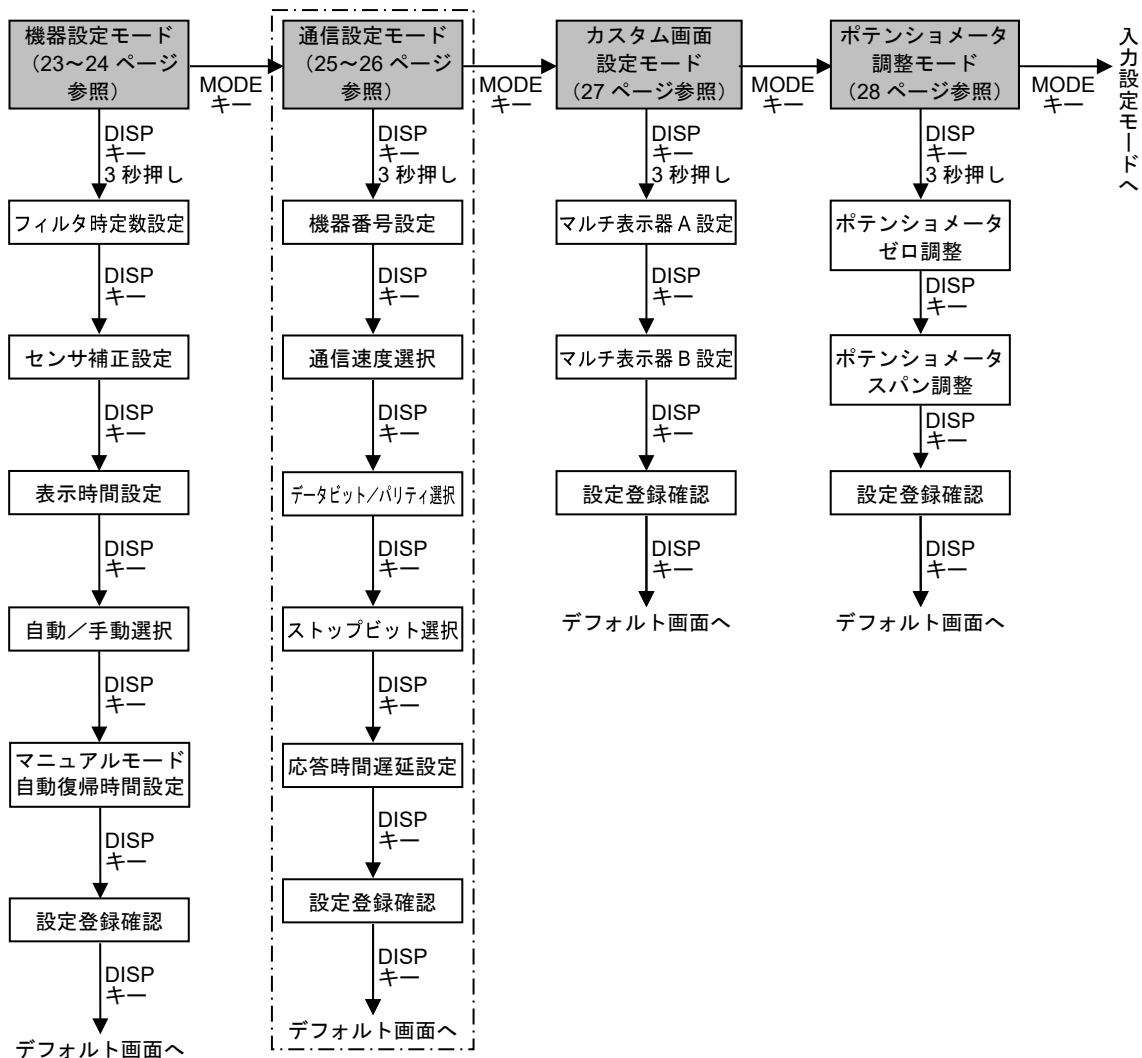 機器設定モード
（23～24 ページ
参照）
MODE
キー
通信設定モード
（25～26 ページ
参照）
MODE
キー
カスタム画面
設定モード
（27 ページ参照）
MODE
キー
ポテンショメータ
調整モード
（28 ページ参照）
MODE
キー
入力設定モードへ
DISP
キー
3 秒押し
フィルタ時定数設定
DISP
キー
センサ補正設定
DISP
キー
表示時間設定
DISP
キー
自動／手動選択
DISP
キー
マニュアルモード
自動復帰時間設定
DISP
キー
設定登録確認
DISP
キー
デフォルト画面へ
DISP
キー
3 秒押し
機器番号設定
DISP
キー
通信速度選択
DISP
キー
データビット／パリティ選択
DISP
キー
ストップビット選択
DISP
キー
応答時間遅延設定
DISP
キー
設定登録確認
DISP
キー
デフォルト画面へ
DISP
キー
3 秒押し
マルチ表示器 A 設定
DISP
キー
マルチ表示器 B 設定
DISP
キー
設定登録確認
DISP
キー
デフォルト画面へ
DISP
キー
3 秒押し
ポテンショメータ
ゼロ調整
DISP
キー
ポテンショメータ
スパン調整
DISP
キー
設定登録確認
DISP
キー
デフォルト画面へ